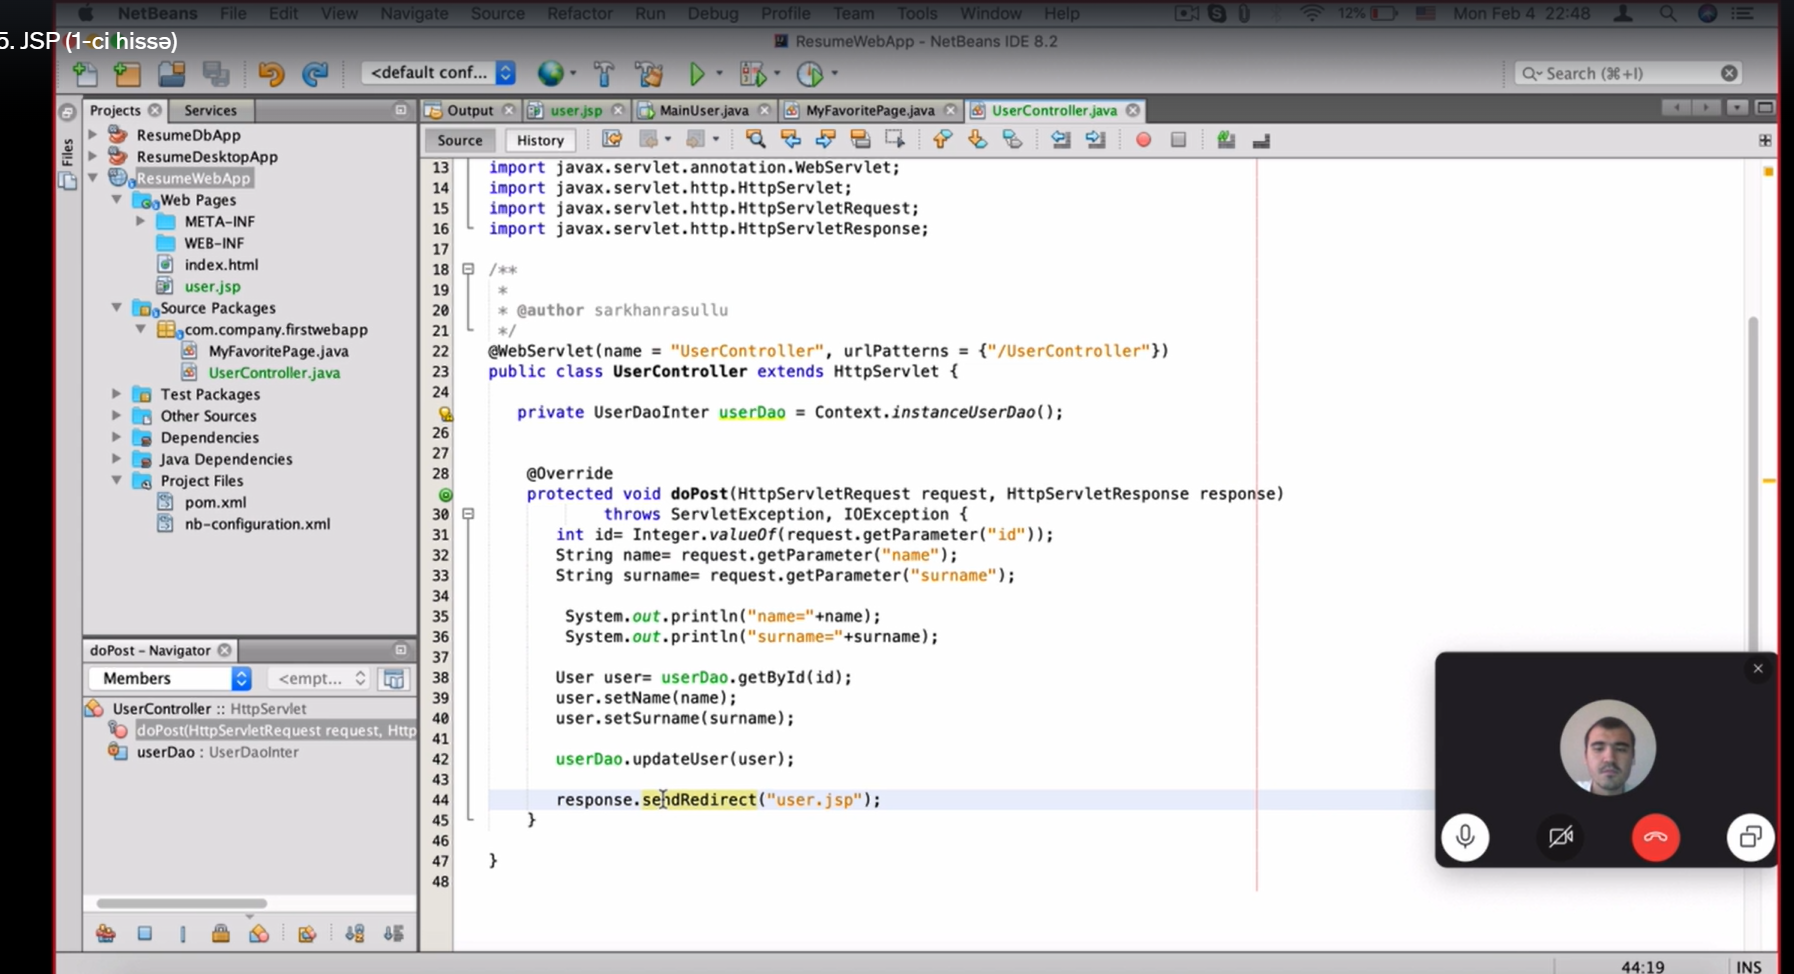 NetBeans File Edit View Navigate Source Refactor Run Debug Profile Team Tools Window Help 12% Mon Feb 4 22:48
5. JSP (1-ci hissə)
ResumeWebApp - NetBeans IDE 8.2
<default conf...
Search (⌘+I)
Projects Services
Output user.jsp MainUser.java MyFavoritePage.java UserController.java
Files
Source History
ResumeDbApp
ResumeDesktopApp
ResumeWebApp
Web Pages
META-INF
WEB-INF
index.html
user.jsp
Source Packages
com.company.firstwebapp
MyFavoritePage.java
UserController.java
Test Packages
Other Sources
Dependencies
Java Dependencies
Project Files
pom.xml
nb-configuration.xml
doPost - Navigator
Members <empt...
UserController :: HttpServlet
doPost(HttpServletRequest request, Http
userDao : UserDaoInter
13 import javax.servlet.annotation.WebServlet;
14 import javax.servlet.http.HttpServlet;
15 import javax.servlet.http.HttpServletRequest;
16 import javax.servlet.http.HttpServletResponse;
17
18 /**
19 *
20 * @author sarkhanrasullu
21 */
22 @WebServlet(name = "UserController", urlPatterns = {"/UserController"})
23 public class UserController extends HttpServlet {
24
private UserDaoInter userDao = Context.instanceUserDao();
26
27
28 @Override
protected void doPost(HttpServletRequest request, HttpServletResponse response)
30 throws ServletException, IOException {
31 int id= Integer.valueOf(request.getParameter("id"));
32 String name= request.getParameter("name");
33 String surname= request.getParameter("surname");
34
35 System.out.println("name="+name);
36 System.out.println("surname="+surname);
37
38 User user= userDao.getById(id);
39 user.setName(name);
40 user.setSurname(surname);
41
42 userDao.updateUser(user);
43
44 response.sendRedirect("user.jsp");
45 }
46
47 }
48
44:19 INS